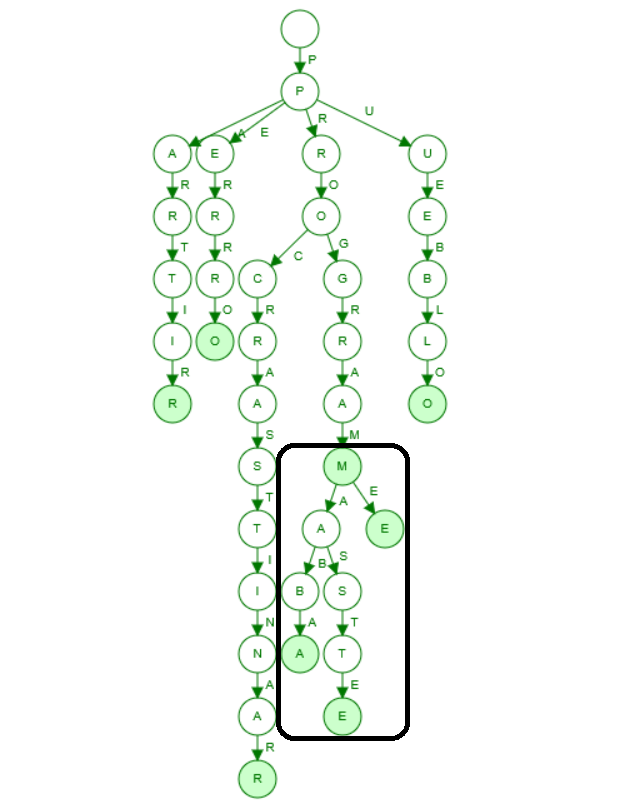 P
P
A E R U
A E R U
R R O E
R R O E
T R C G B
T R C G B
I O R R L
I O R R L
R A A O
R A A O
S M
S M
T A E
T A E
I B S
I B S
N A T
N A T
A E
A E
R
R